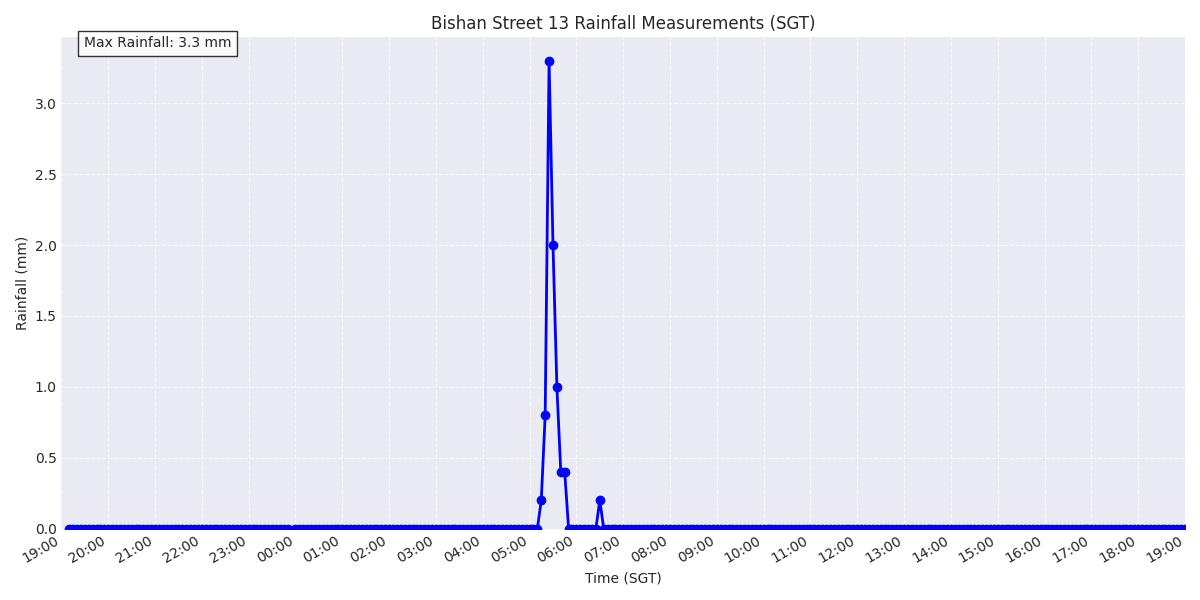 Bishan Street 13 Rainfall Measurements (SGT)
Max Rainfall: 3.3 mm
Rainfall (mm)
3.0
2.5
2.0
1.5
1.0
0.5
0.0
19:00 20:00 21:00 22:00 23:00 00:00 01:00 02:00 03:00 04:00 05:00 06:00 07:00 08:00 09:00 10:00 11:00 12:00 13:00 14:00 15:00 16:00 17:00 18:00 19:00
Time (SGT)